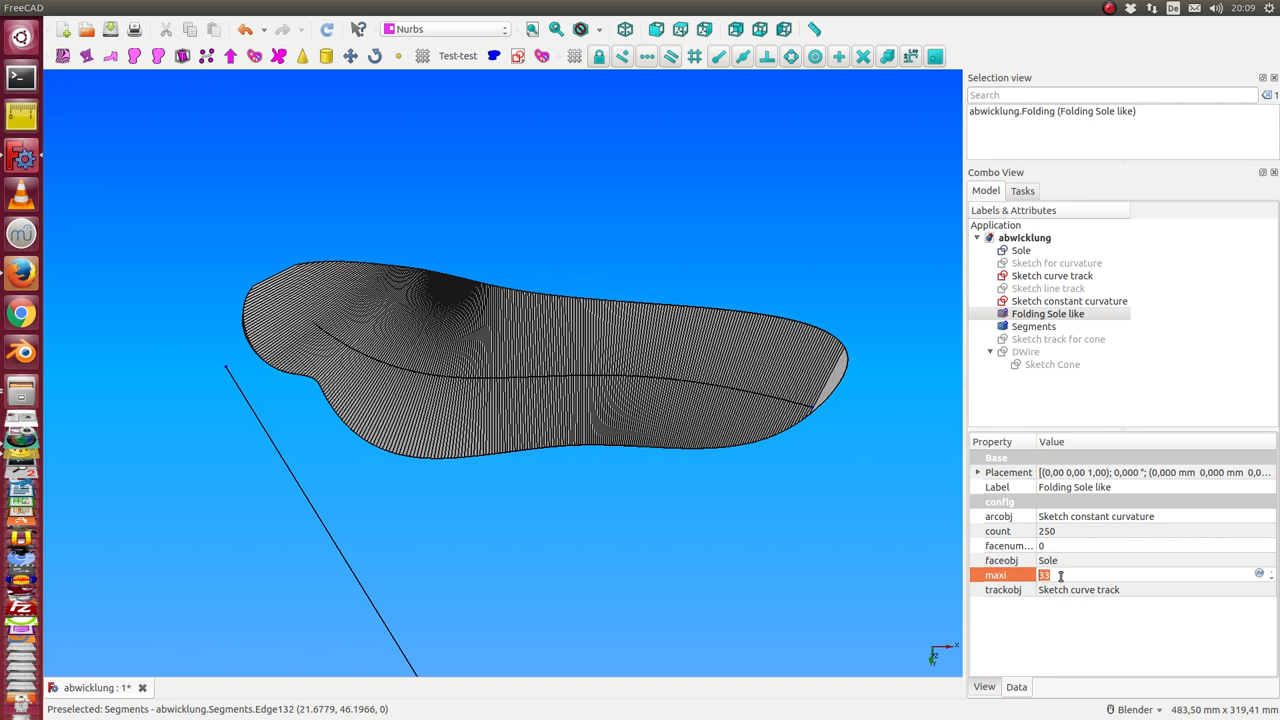 FreeCAD
De
20:09
Nurbs
Test-test
Selection view
Search
1
abwicklung.Folding (Folding Sole like)
Combo View
Model
Tasks
Labels & Attributes
Application
abwicklung
Sole
Sketch for curvature
Sketch curve track
Sketch line track
Sketch constant curvature
Folding Sole like
Segments
Sketch track for cone
DWire
Sketch Cone
Property
Value
Base
Placement
[(0,00 0,00 1,00); 0,000 °; (0,000 mm 0,000 mm 0,0...
Label
Folding Sole like
config
arcobj
Sketch constant curvature
count
250
facenum...
0
faceobj
Sole
maxi
33
trackobj
Sketch curve track
View
Data
abwicklung : 1*
Preselected: Segments - abwicklung.Segments.Edge132 (21.6779, 46.1966, 0)
Blender
483,50 mm x 319,41 mm